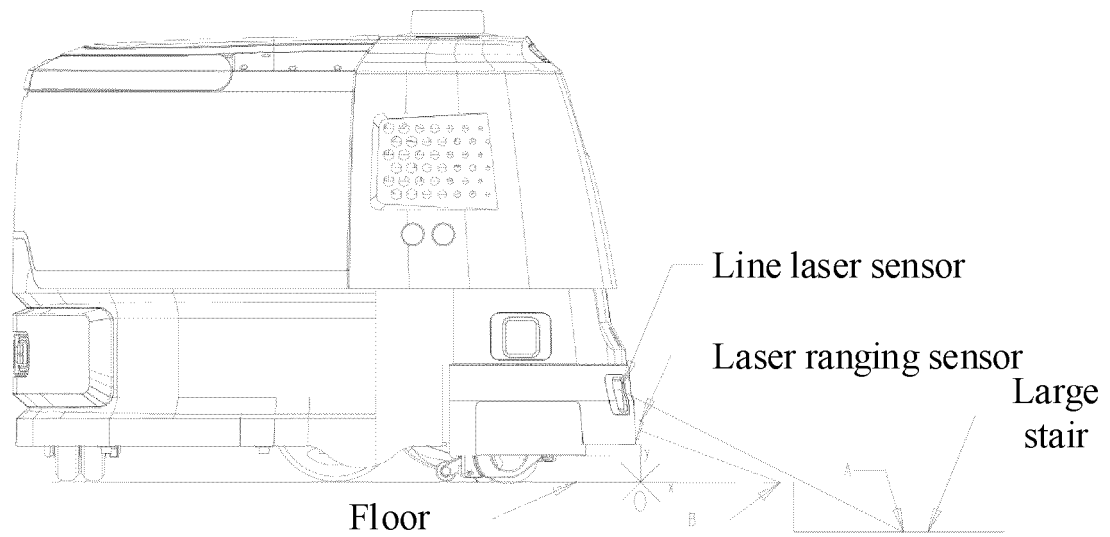 Line laser sensor
Laser ranging sensor
Large
stair
A
Y
X
O
B
Floor